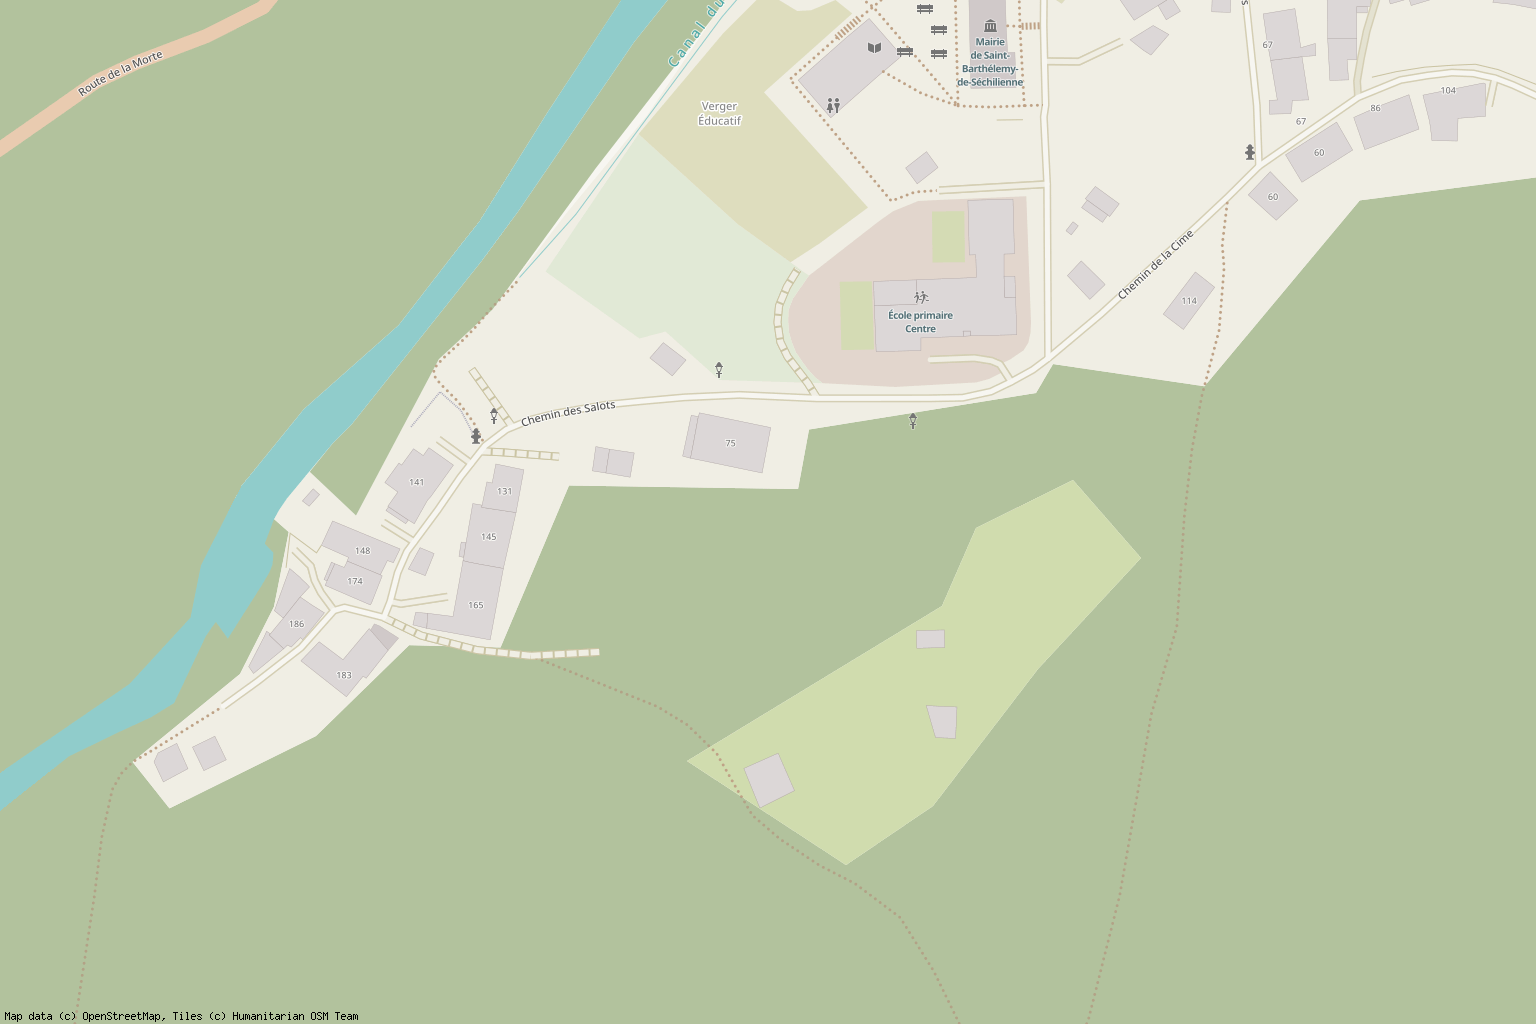 Route de la Morte
Canal du
Verger
Éducatif
Mairie
de Saint-
Barthélemy-
de-Séchilienne
s
67
67
104
86
60
60
Chemin de la Cime
114
École primaire
Centre
Chemin des Salots
75
141
131
145
148
174
165
186
183
Map data (c) OpenStreetMap, Tiles (c) Humanitarian OSM Team